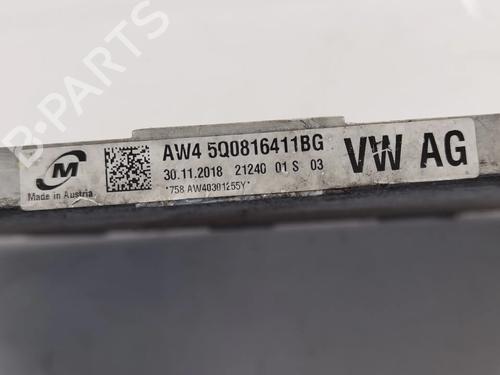 M
Made in Austria
AW4 5Q0816411BG
30.11.2018 21240 01 S 03
*758 AW40301255Y*
VW AG
B-PARTS